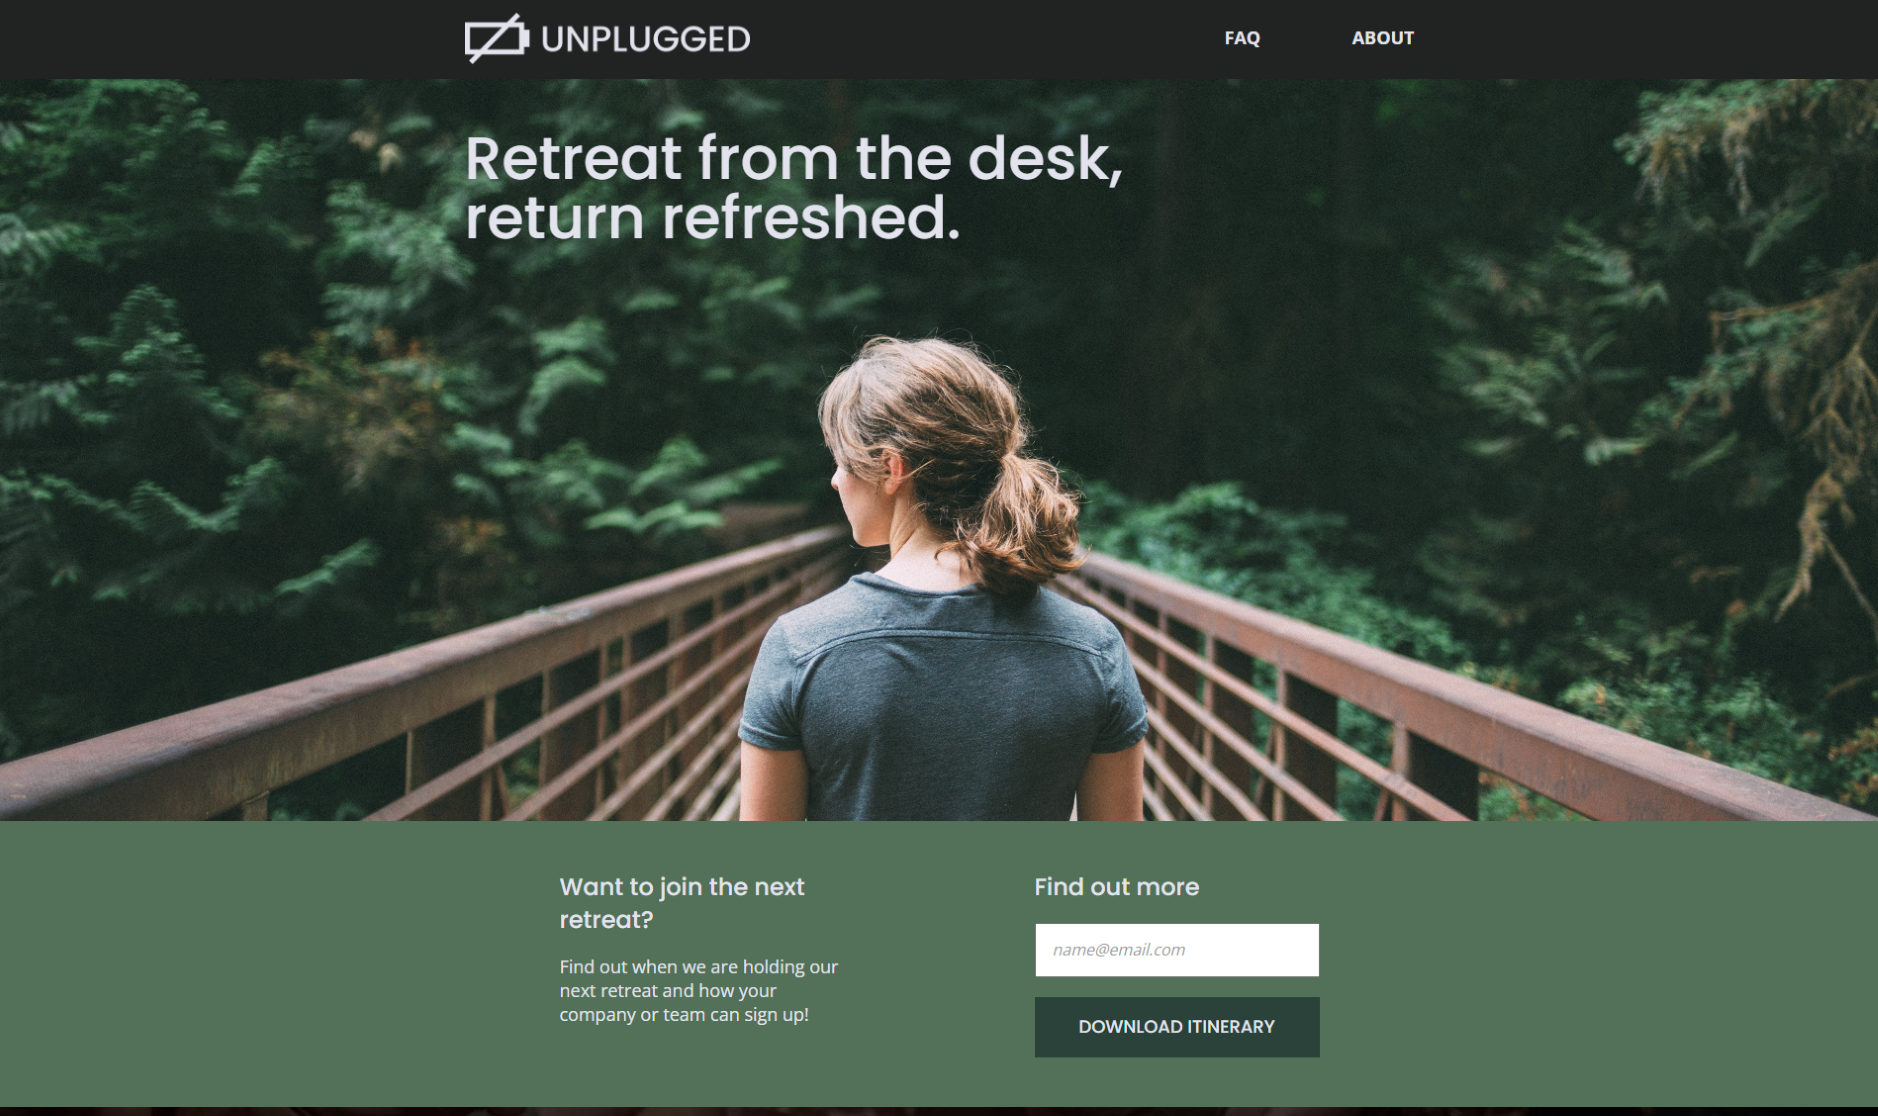 UNPLUGGED
FAQ
ABOUT
Retreat from the desk,
return refreshed.
Want to join the next
retreat?
Find out when we are holding our
next retreat and how your
company or team can sign up!
Find out more
name@email.com
DOWNLOAD ITINERARY